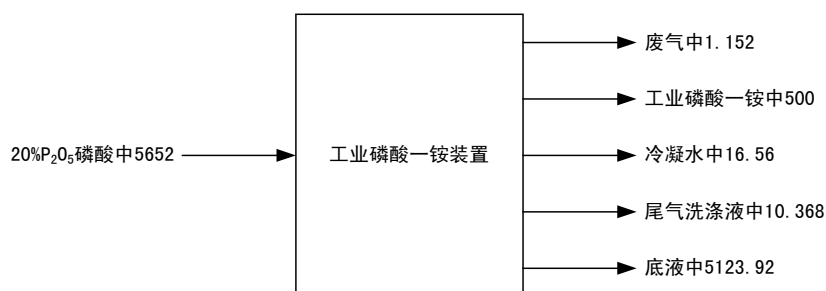 废气中1.152
工业磷酸一铵中500
20%P₂O₅磷酸中5652
工业磷酸一铵装置
冷凝水中16.56
尾气洗涤液中10.368
底液中5123.92